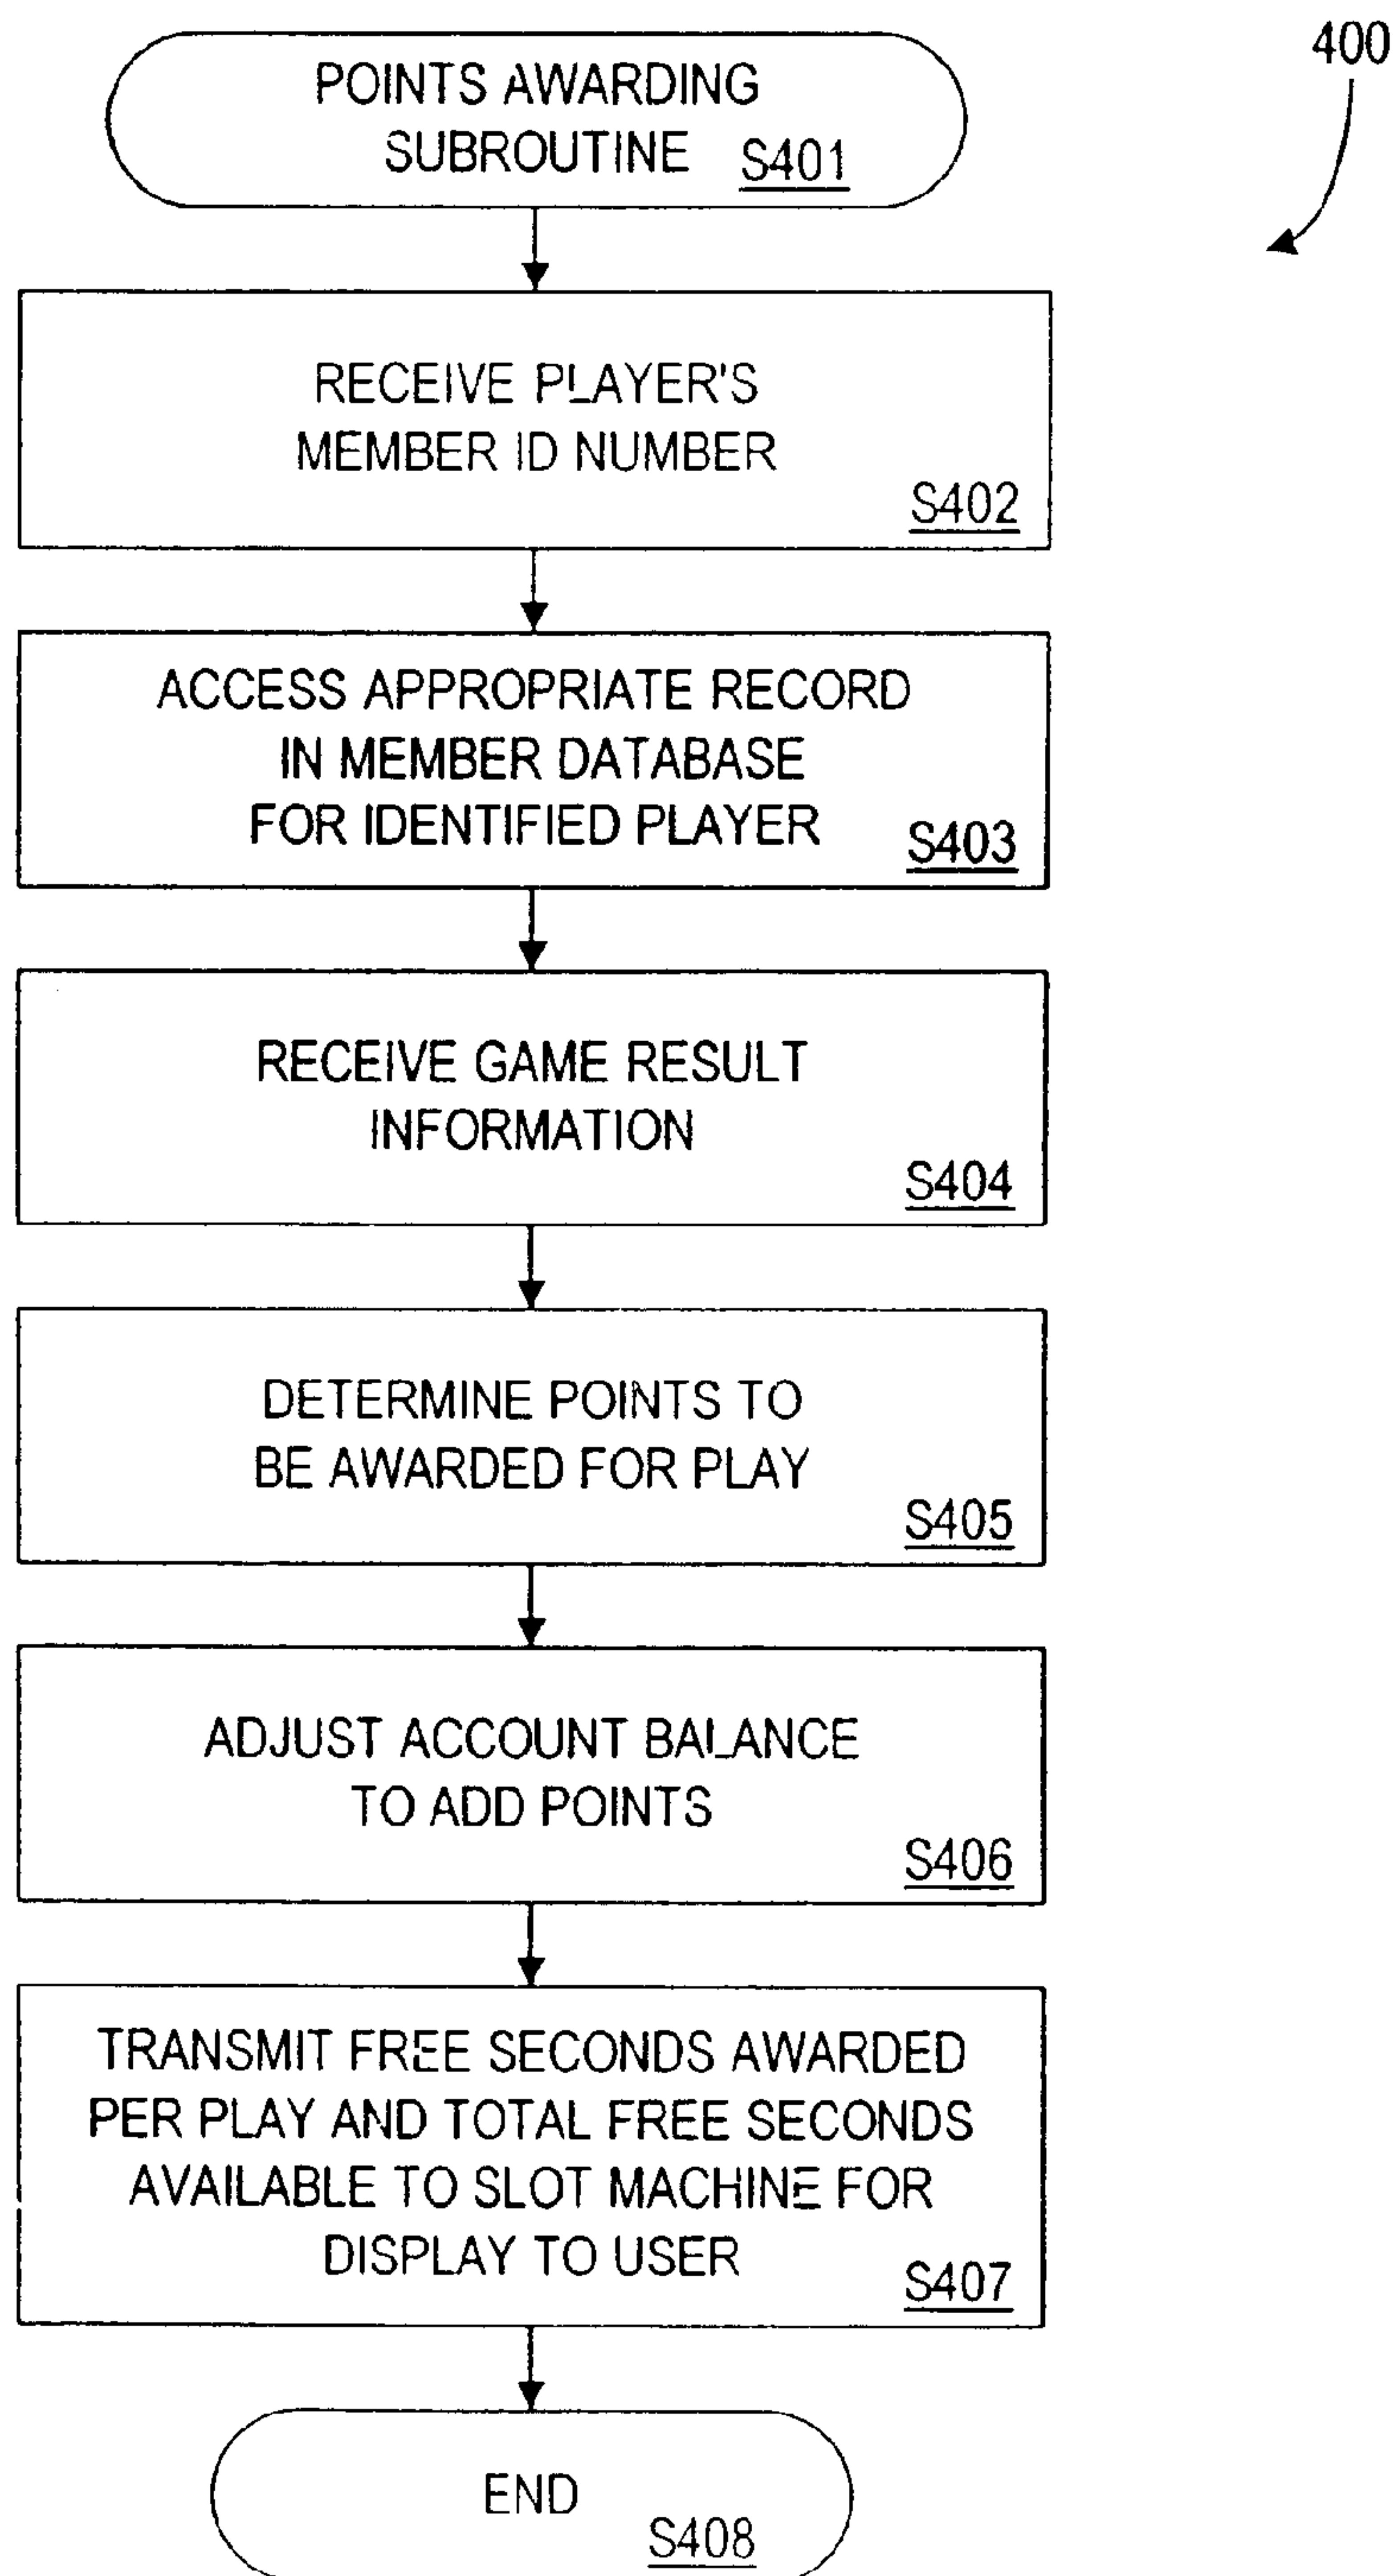 400
POINTS AWARDING
SUBROUTINE S401
RECEIVE PLAYER'S
MEMBER ID NUMBER
S402
ACCESS APPROPRIATE RECORD
IN MEMBER DATABASE
FOR IDENTIFIED PLAYER
S403
RECEIVE GAME RESULT
INFORMATION
S404
DETERMINE POINTS TO
BE AWARDED FOR PLAY
S405
ADJUST ACCOUNT BALANCE
TO ADD POINTS
S406
TRANSMIT FREE SECONDS AWARDED
PER PLAY AND TOTAL FREE SECONDS
AVAILABLE TO SLOT MACHINE FOR
DISPLAY TO USER
S407
END
S408